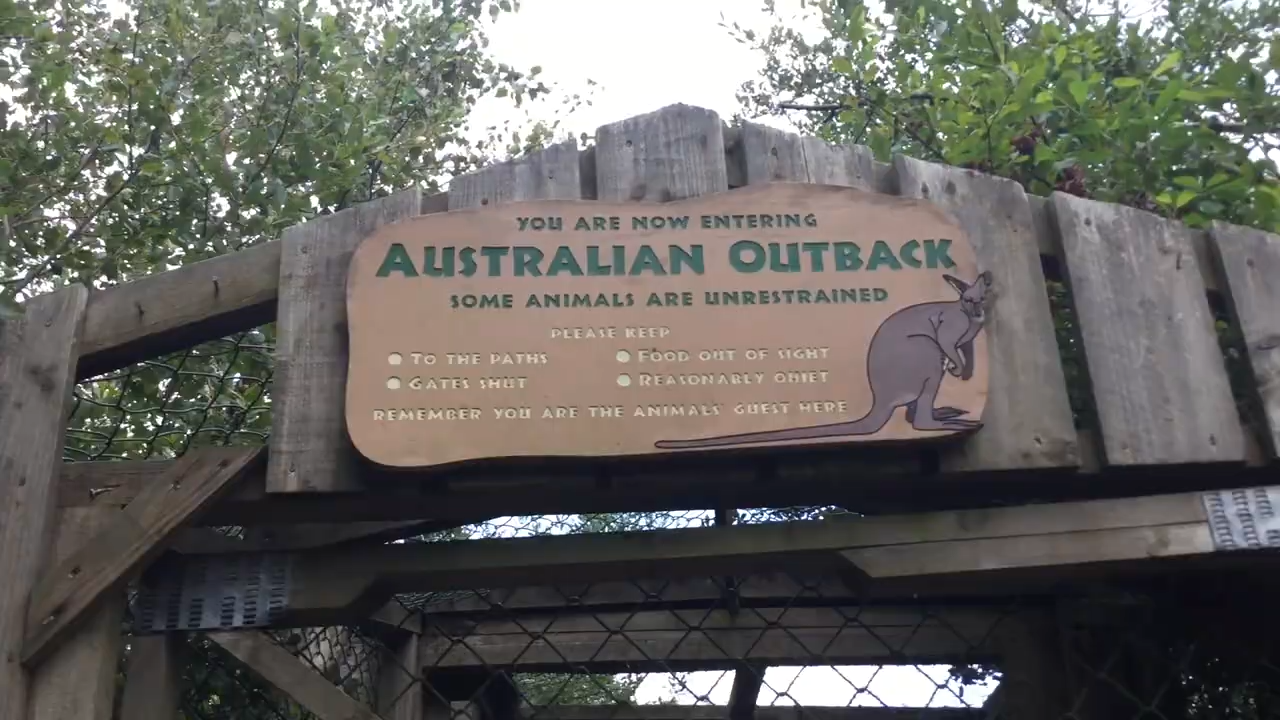 YOU ARE NOW ENTERING
AUSTRALIAN OUTBACK
SOME ANIMALS ARE UNRESTRAINED
PLEASE KEEP
● TO THE PATHS ● FOOD OUT OF SIGHT
● GATES SHUT ● REASONABLY QUIET
REMEMBER YOU ARE THE ANIMALS' GUEST HERE